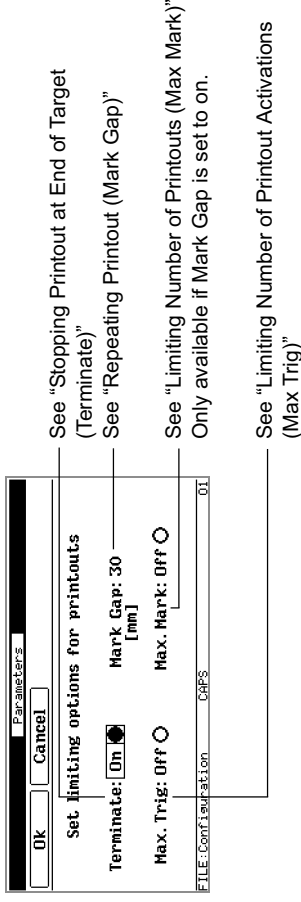 Parameters
Ok Cancel
Set limiting options for printouts
Terminate: On Mark Gap: 30
[mm]
Max. Trig: Off Max. Mark: Off
FILE:Configuration CAPS 01
See “Stopping Printout at End of Target
(Terminate)”
See “Repeating Printout (Mark Gap)”
See “Limiting Number of Printouts (Max Mark)”
Only available if Mark Gap is set to on.
See “Limiting Number of Printout Activations
(Max Trig)”